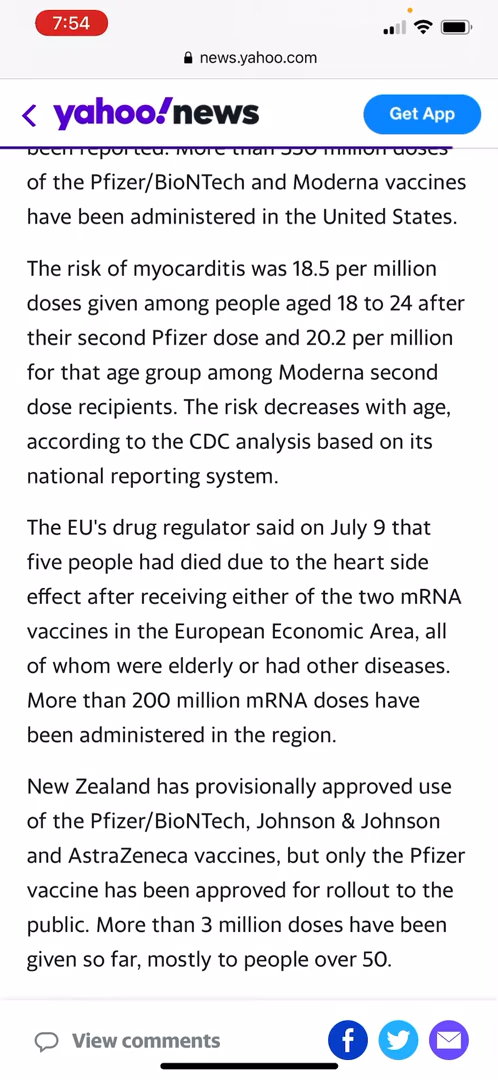 7:54
news.yahoo.com
yahoo!news
Get App
been reported. More than 330 million doses
of the Pfizer/BioNTech and Moderna vaccines
have been administered in the United States.
The risk of myocarditis was 18.5 per million
doses given among people aged 18 to 24 after
their second Pfizer dose and 20.2 per million
for that age group among Moderna second
dose recipients. The risk decreases with age,
according to the CDC analysis based on its
national reporting system.
The EU's drug regulator said on July 9 that
five people had died due to the heart side
effect after receiving either of the two mRNA
vaccines in the European Economic Area, all
of whom were elderly or had other diseases.
More than 200 million mRNA doses have
been administered in the region.
New Zealand has provisionally approved use
of the Pfizer/BioNTech, Johnson & Johnson
and AstraZeneca vaccines, but only the Pfizer
vaccine has been approved for rollout to the
public. More than 3 million doses have been
given so far, mostly to people over 50.
View comments